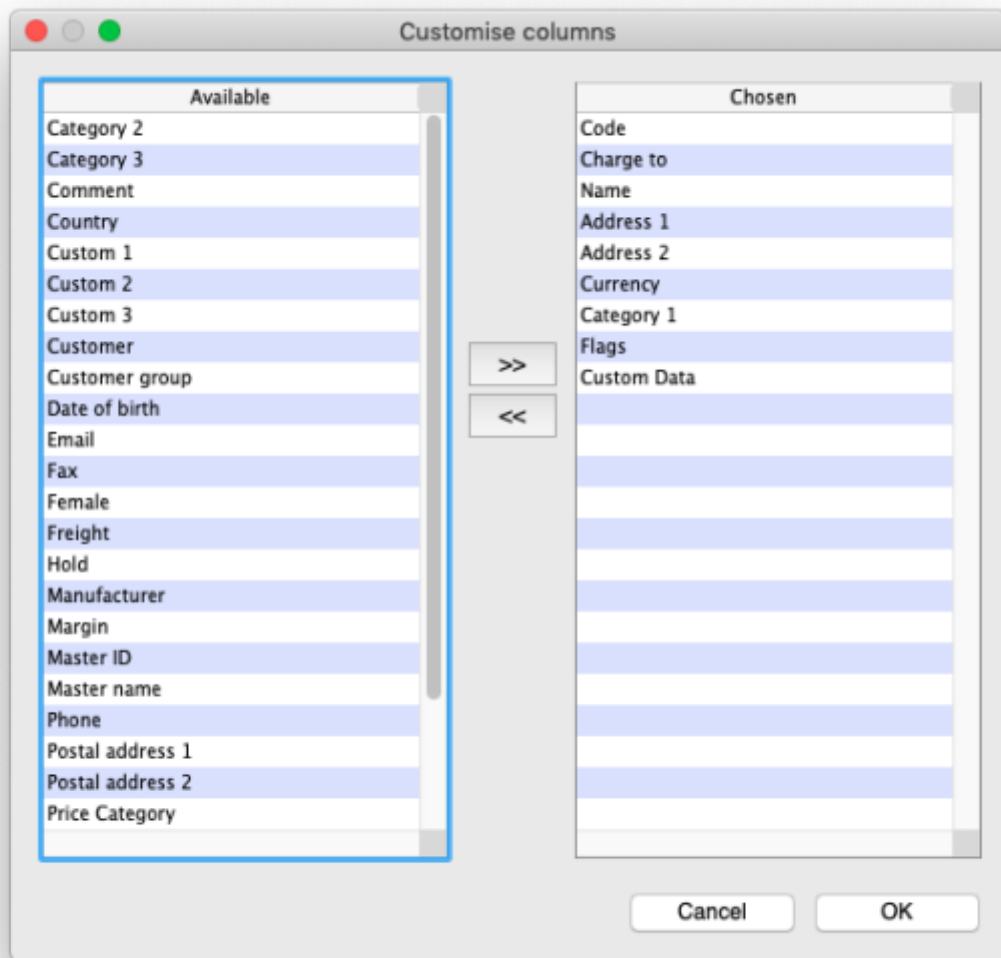 Customise columns
Available
Category 2
Category 3
Comment
Country
Custom 1
Custom 2
Custom 3
Customer
Customer group
Date of birth
Email
Fax
Female
Freight
Hold
Manufacturer
Margin
Master ID
Master name
Phone
Postal address 1
Postal address 2
Price Category
>>
<<
Chosen
Code
Charge to
Name
Address 1
Address 2
Currency
Category 1
Flags
Custom Data
Cancel
OK